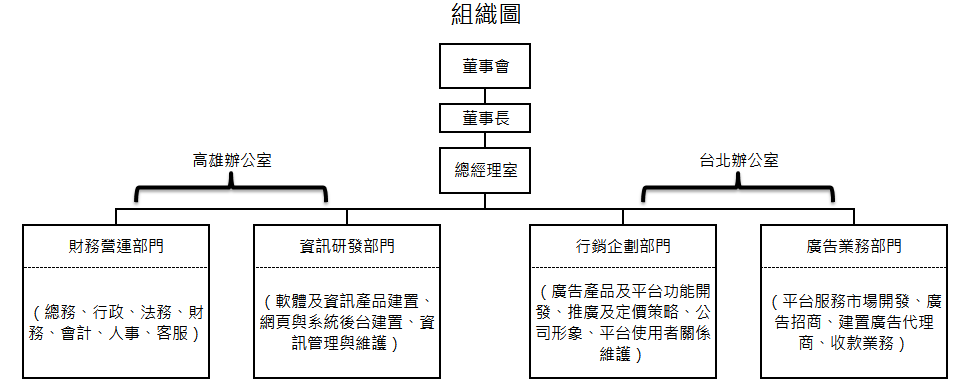 組織圖
董事會
董事長
總經理室
高雄辦公室
台北辦公室
財務營運部門
（總務、行政、法務、財
務、會計、人事、客服）
資訊研發部門
（軟體及資訊產品建置、
網頁與系統後台建置、資
訊管理與維護）
行銷企劃部門
（廣告產品及平台功能開
發、推廣及定價策略、公
司形象、平台使用者關係
維護）
廣告業務部門
（平台服務市場開發、廣
告招商、建置廣告代理
商、收款業務）